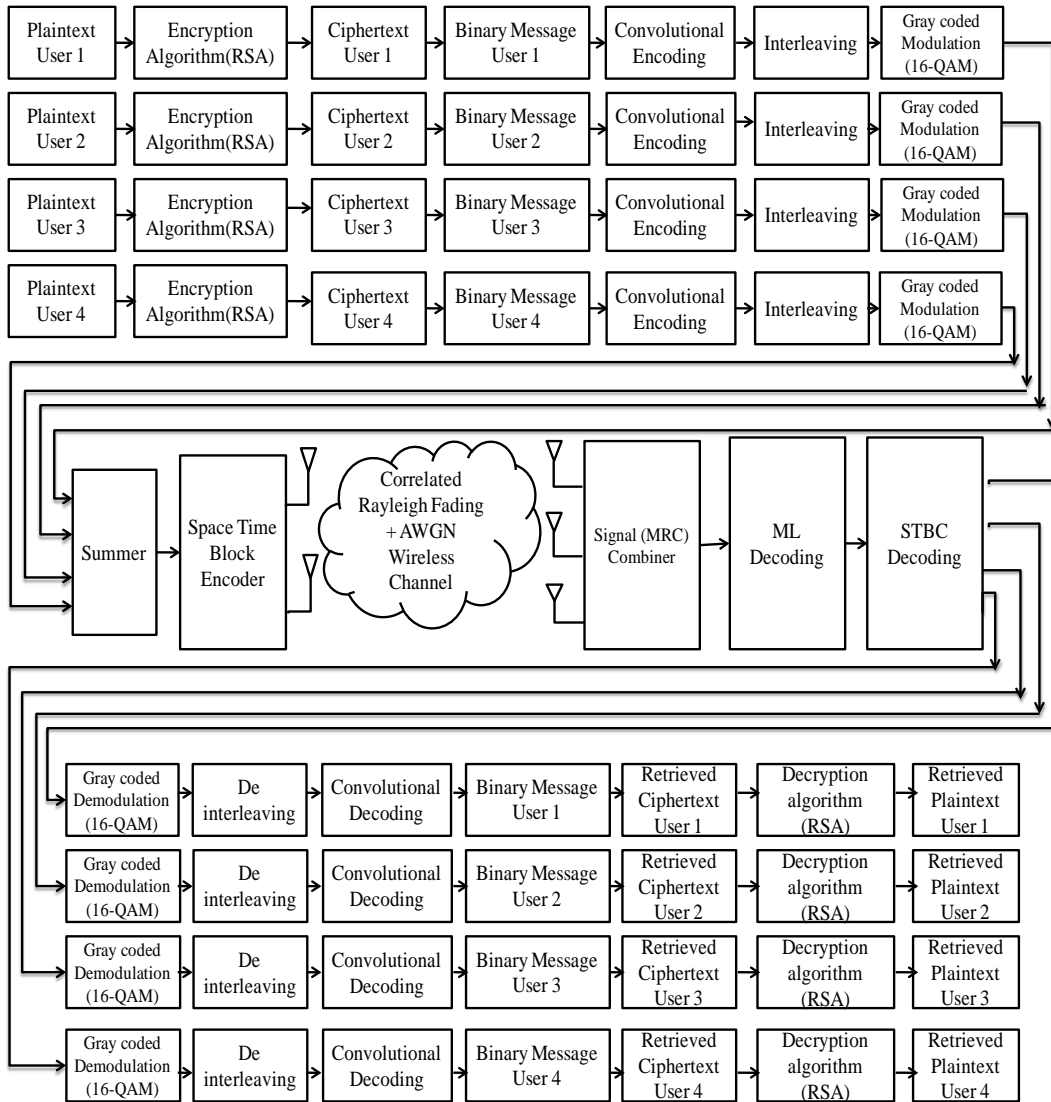 Plaintext
User 1
Encryption
Algorithm(RSA)
Ciphertext
User 1
Binary Message
User 1
Convolutional
Encoding
Interleaving
Gray coded
Modulation
(16-QAM)
Plaintext
User 2
Encryption
Algorithm(RSA)
Ciphertext
User 2
Binary Message
User 2
Convolutional
Encoding
Interleaving
Gray coded
Modulation
(16-QAM)
Plaintext
User 3
Encryption
Algorithm(RSA)
Ciphertext
User 3
Binary Message
User 3
Convolutional
Encoding
Interleaving
Gray coded
Modulation
(16-QAM)
Plaintext
User 4
Encryption
Algorithm(RSA)
Ciphertext
User 4
Binary Message
User 4
Convolutional
Encoding
Interleaving
Gray coded
Modulation
(16-QAM)
Summer
Space Time
Block
Encoder
Correlated
Rayleigh Fading
+ AWGN
Wireless
Channel
Signal (MRC)
Combiner
ML
Decoding
STBC
Decoding
Gray coded
Demodulation
(16-QAM)
De
interleaving
Convolutional
Decoding
Binary Message
User 1
Retrieved
Ciphertext
User 1
Decryption
algorithm
(RSA)
Retrieved
Plaintext
User 1
Gray coded
Demodulation
(16-QAM)
De
interleaving
Convolutional
Decoding
Binary Message
User 2
Retrieved
Ciphertext
User 2
Decryption
algorithm
(RSA)
Retrieved
Plaintext
User 2
Gray coded
Demodulation
(16-QAM)
De
interleaving
Convolutional
Decoding
Binary Message
User 3
Retrieved
Ciphertext
User 3
Decryption
algorithm
(RSA)
Retrieved
Plaintext
User 3
Gray coded
Demodulation
(16-QAM)
De
interleaving
Convolutional
Decoding
Binary Message
User 4
Retrieved
Ciphertext
User 4
Decryption
algorithm
(RSA)
Retrieved
Plaintext
User 4